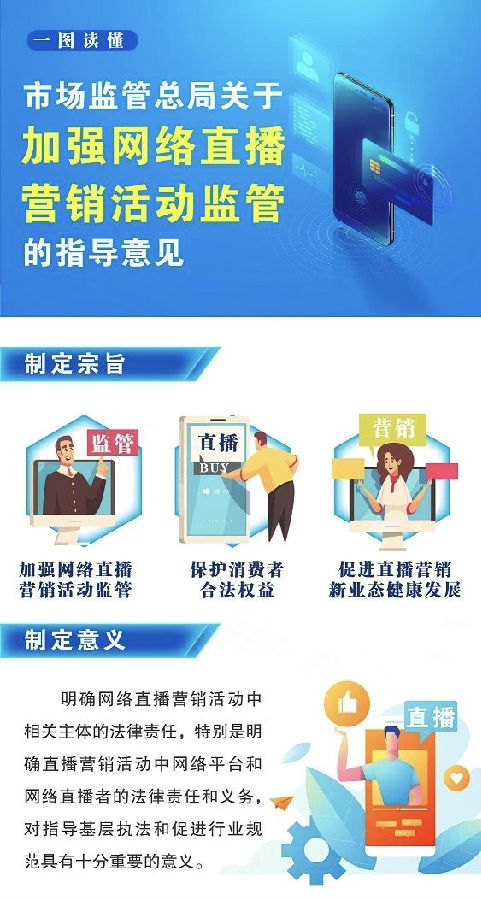 一图读懂
市场监管总局关于
加强网络直播
营销活动监管
的指导意见
制定宗旨
监管
直播
BUY
营销
加强网络直播
营销活动监管
保护消费者
合法权益
促进直播营销
新业态健康发展
制定意义
明确网络直播营销活动中
相关主体的法律责任，特别是明
确直播营销活动中网络平台和
网络直播者的法律责任和义务，
对指导基层执法和促进行业规
范具有十分重要的意义。
直播